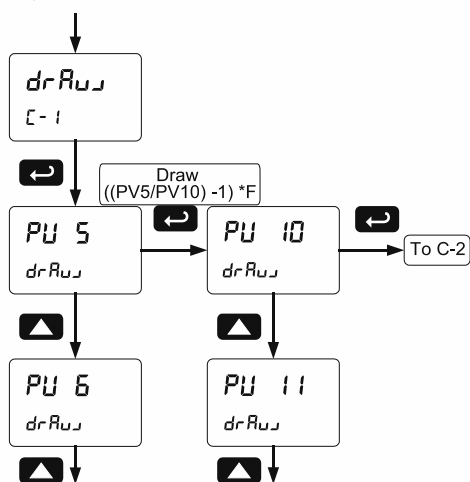 drAw
C-1
Draw
((PV5/PV10) -1) *F
PV 5
drAw
PV 10
drAw
To C-2
PV 6
drAw
PV 11
drAw